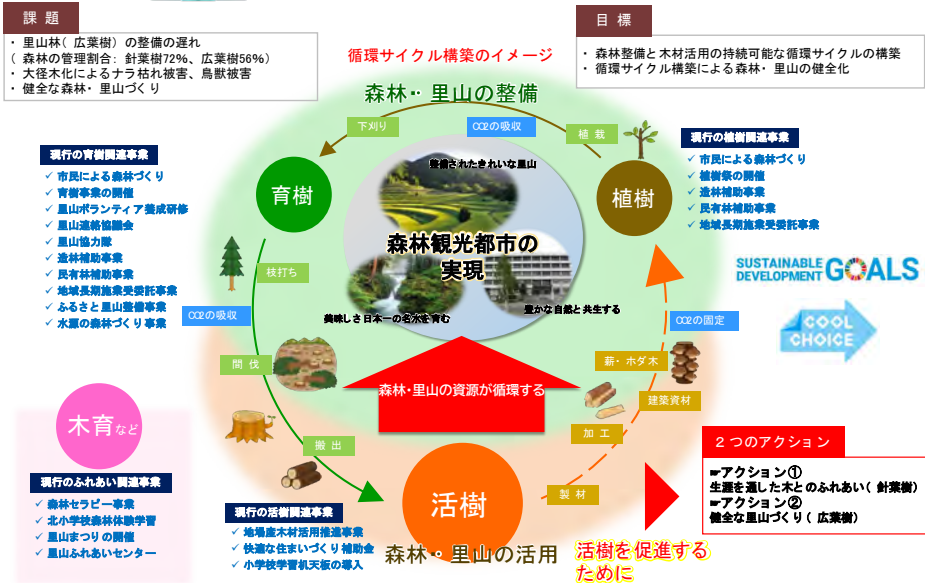 課 題
・ 里山林( 広葉樹) の整備の遅れ
( 森林の管理割合: 針葉樹72%、広葉樹56%)
・ 大径木化によるナラ枯れ被害、鳥獣被害
・ 健全な森林・ 里山づくり
目 標
・ 森林整備と木材活用の持続可能な循環サイクルの構築
・ 循環サイクル構築による森林・ 里山の健全化
循環サイクル構築のイメージ
森林・ 里山の整備
下刈り
CO2の吸収
植 栽
現行の育樹関連事業
✓ 市民による森林づくり
✓ 育樹事業の開催
✓ 里山ボランティア養成研修
✓ 里山連絡協議会
✓ 里山協力隊
✓ 造林補助事業
✓ 民有林補助事業
✓ 地域長期施業受委託事業
✓ ふるさと里山整備事業
✓ 水源の森林づくり事業
育樹
整備されたきれいな里山
森林観光都市の
実現
美味しさ日本一の名水を育む
豊かな自然と共生する
植樹
現行の植樹関連事業
✓ 市民による森林づくり
✓ 植樹祭の開催
✓ 造林補助事業
✓ 民有林補助事業
✓ 地域長期施業受委託事業
SUSTAINABLE
DEVELOPMENT GOALS
COOL
CHOICE
枝打ち
CO2の吸収
間 伐
搬 出
CO2の固定
薪・ ホダ木
建築資材
加 工
製 材
森林・里山の資源が循環する
木育など
現行のふれあい関連事業
✓ 森林セラピー事業
✓ 北小学校森林体験学習
✓ 里山まつりの開催
✓ 里山ふれあいセンター
現行の活樹関連事業
✓ 地場産木材活用推進事業
✓ 快適な住まいづくり補助金
✓ 小学校学習机天板の導入
活樹
森林・ 里山の活用
活樹を促進する
ために
２つのアクション
☞アクション①
生涯を通した木とのふれあい( 針葉樹)
☞アクション②
健全な里山づくり( 広葉樹)